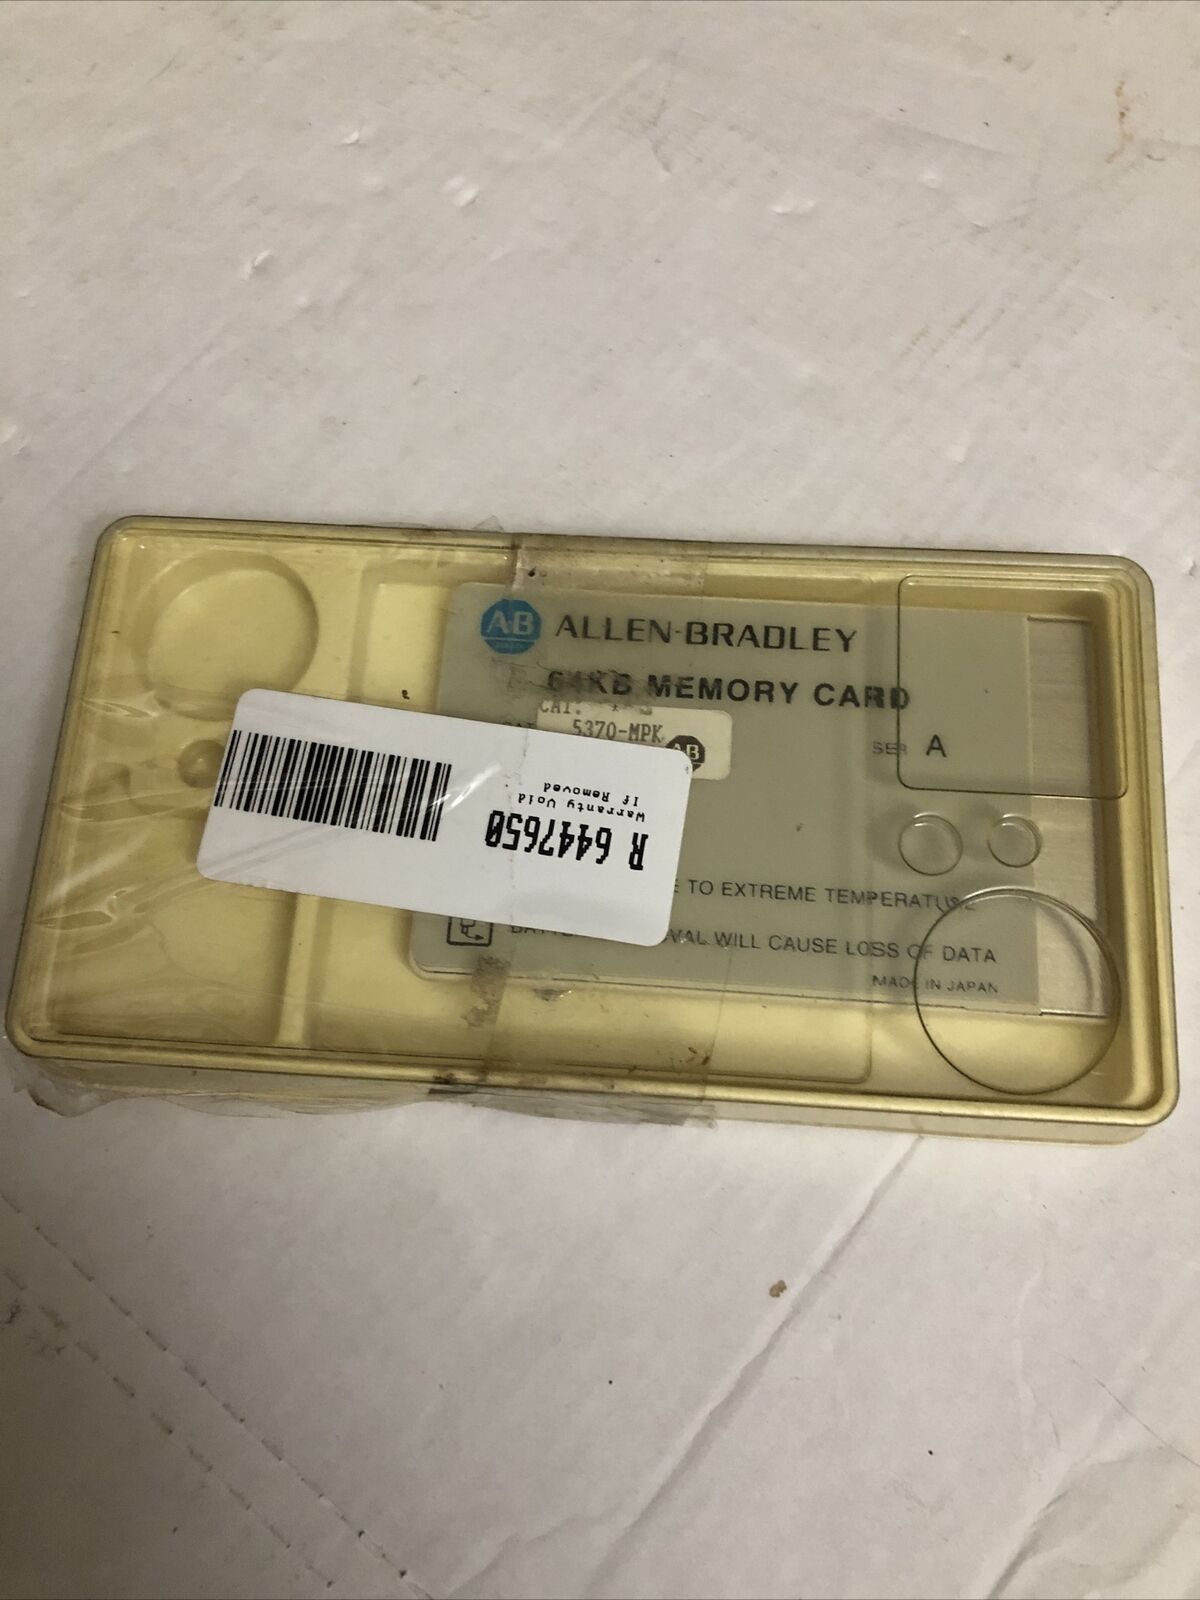 AB ALLEN-BRADLEY
64KB MEMORY CARD
CAT.
5370-MPK
AB
SER A
R 6447650
Warranty Void
If Removed
TO EXTREME TEMPERATURE
WILL CAUSE LOSS OF DATA
MADE IN JAPAN